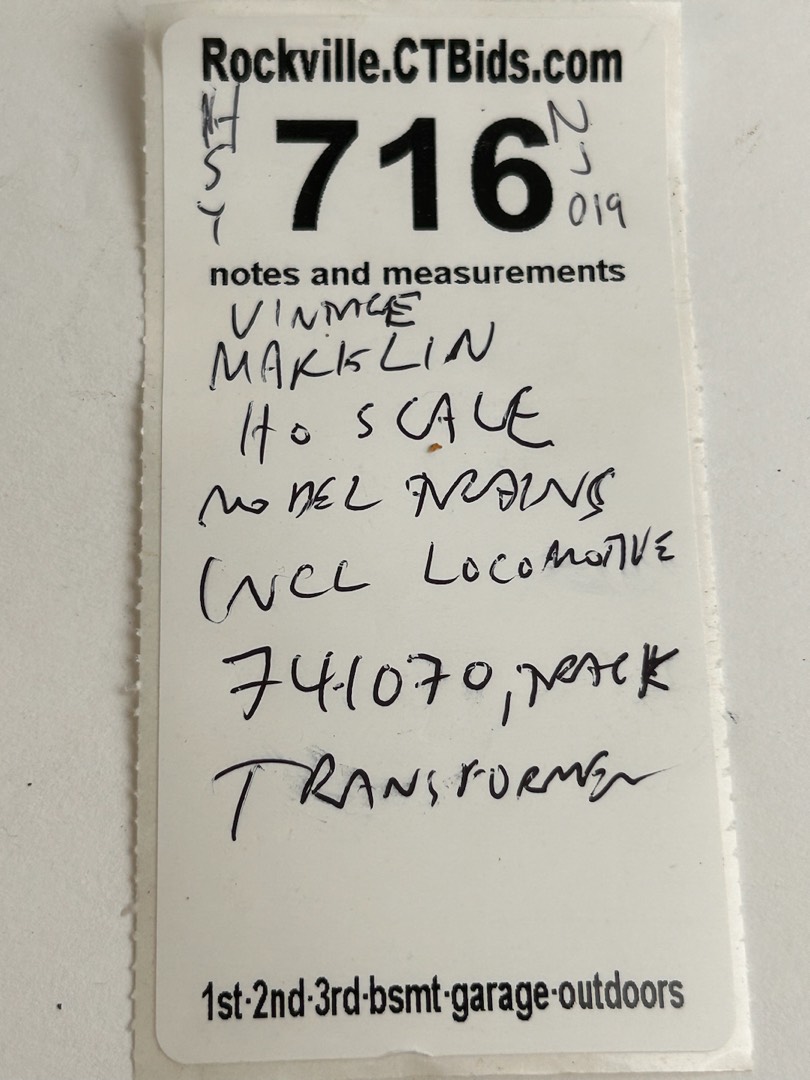 Rockville.CTBids.com
H 716 N
S J
Y 019
notes and measurements
VINTAGE
MARKLIN
HO SCALE
MODEL TRAINS
INCL LOCOMOTIVE
741070, TRACK
TRANSFORMER
1st·2nd·3rd·bsmt·garage·outdoors